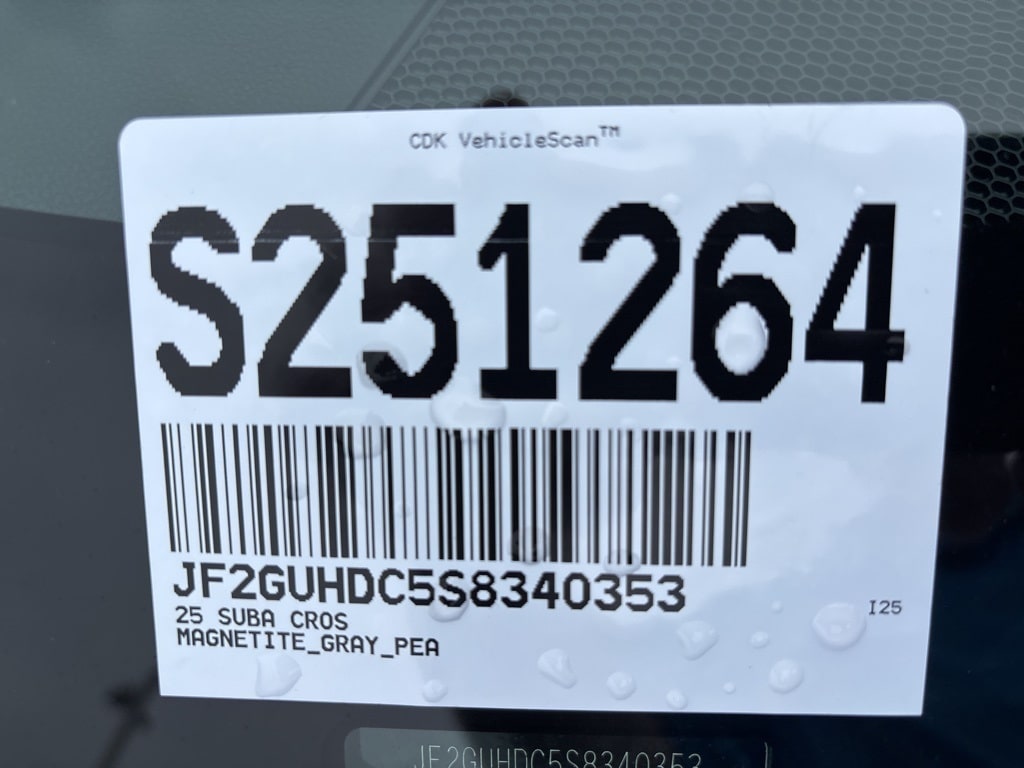 CDK VehicleScan™
S251264
JF2GUHDC5S8340353
25 SUBA CROS
I25
MAGNETITE_GRAY_PEA
JF2GUHDC5S8340353